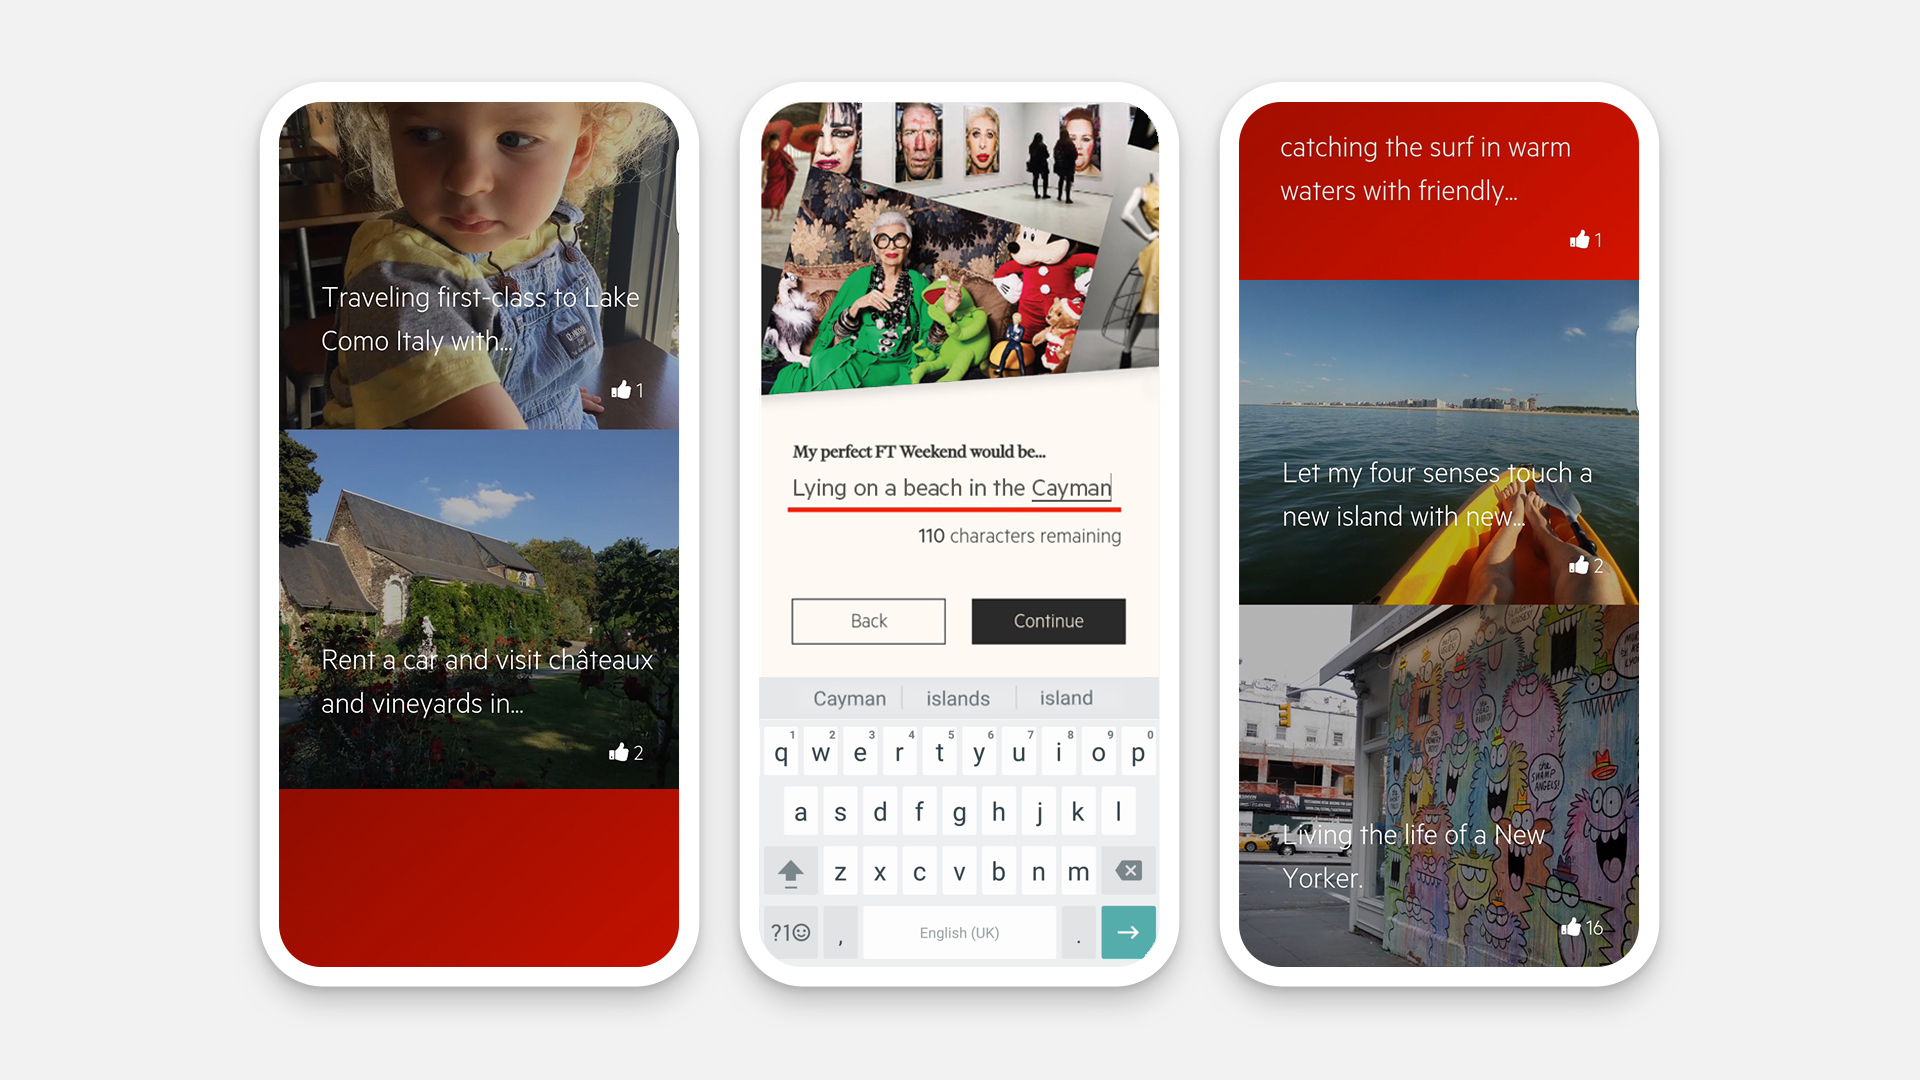 Traveling first-class to Lake
Como Italy with...
1
Rent a car and visit châteaux
and vineyards in...
2
My perfect FT Weekend would be...
Lying on a beach in the Cayman
110 characters remaining
Back
Continue
Cayman
islands
island
1 2 3 4 5 6 7 8 9 0
q w e r t y u i o p
a s d f g h j k l
z x c v b n m
?1☺ , English (UK) .
catching the surf in warm
waters with friendly...
1
Let my four senses touch a
new island with new...
2
the
SWAMP
ANGELS!
Living the life of a New
Yorker.
16